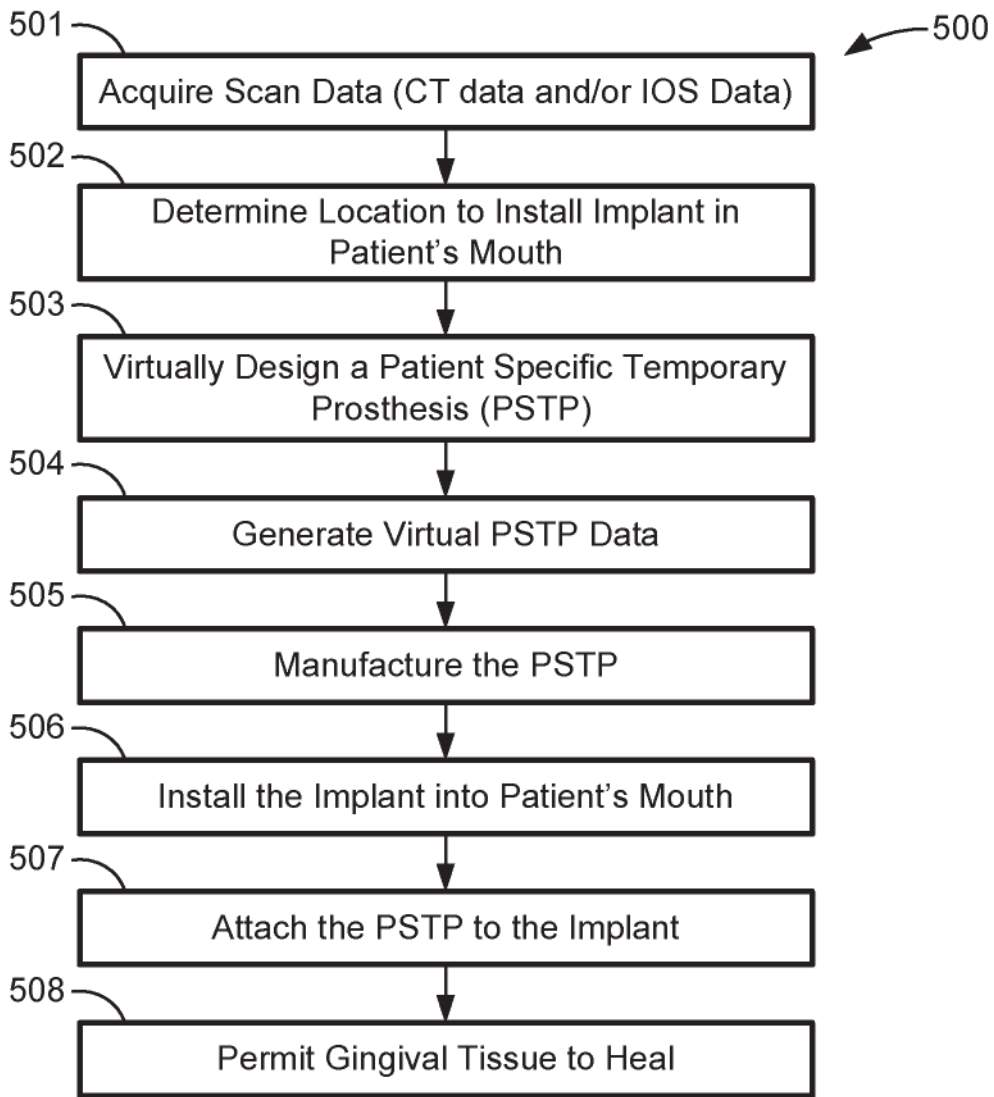 501
500
Acquire Scan Data (CT data and/or IOS Data)
502
Determine Location to Install Implant in
Patient's Mouth
503
Virtually Design a Patient Specific Temporary
Prosthesis (PSTP)
504
Generate Virtual PSTP Data
505
Manufacture the PSTP
506
Install the Implant into Patient's Mouth
507
Attach the PSTP to the Implant
508
Permit Gingival Tissue to Heal